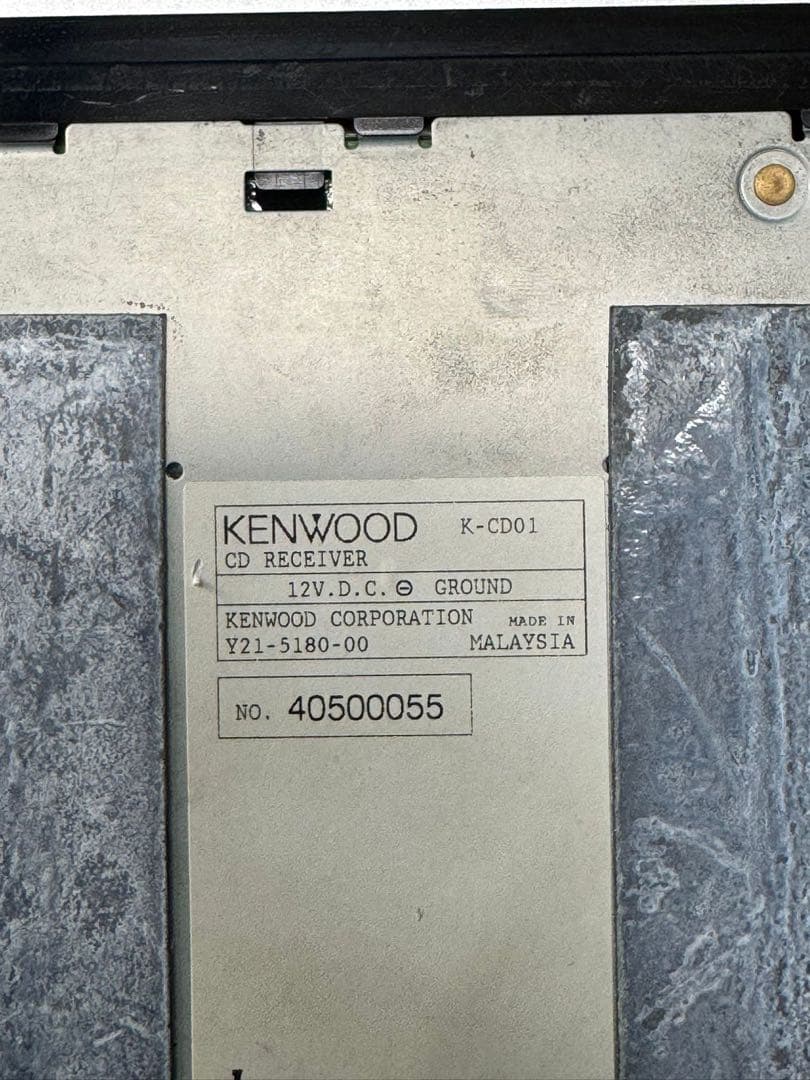 KENWOOD K-CD01
CD RECEIVER
12V.D.C. ⊖ GROUND
KENWOOD CORPORATION MADE IN
Y21-5180-00 MALAYSIA
NO. 40500055